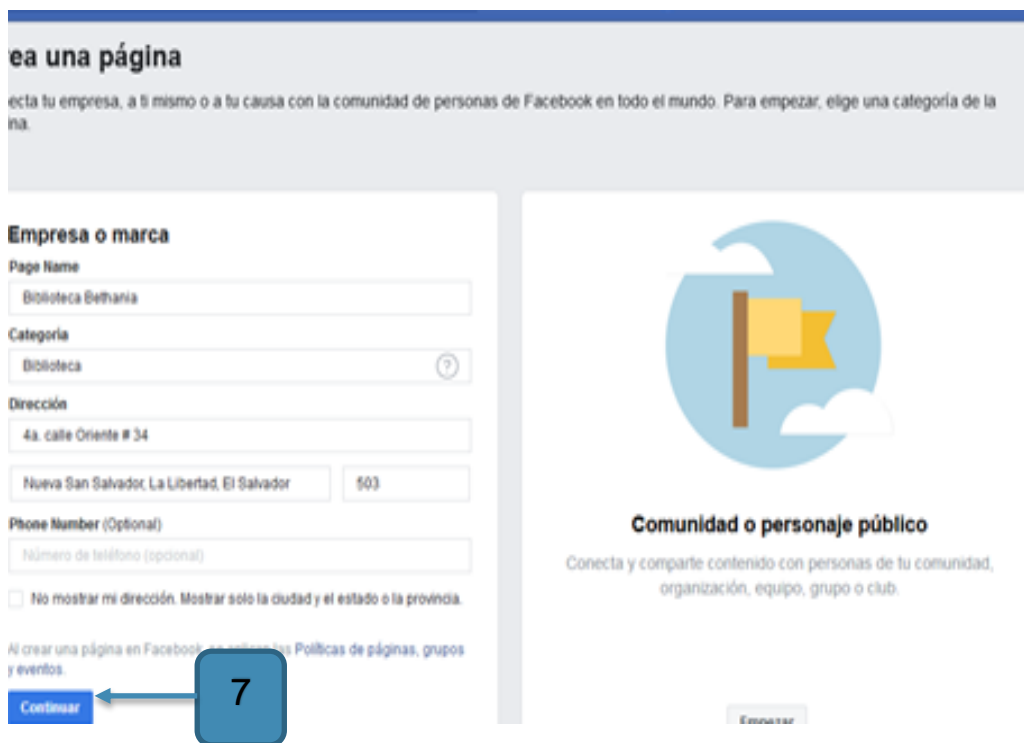 ea una página
ecta tu empresa, a ti mismo o a tu causa con la comunidad de personas de Facebook en todo el mundo. Para empezar, elige una categoría de la
ina.
Empresa o marca
Page Name
Biblioteca Bethania
Categoría
Biblioteca
?
Dirección
4a. calle Oriente # 34
Nueva San Salvador, La Libertad, El Salvador
503
Phone Number (Optional)
Número de teléfono (opcional)
No mostrar mi dirección. Mostrar solo la ciudad y el estado o la provincia.
Al crear una página en Facebook, se aplican las Políticas de páginas, grupos
y eventos.
Continuar
7
Comunidad o personaje público
Conecta y comparte contenido con personas de tu comunidad,
organización, equipo, grupo o club.
Empezar